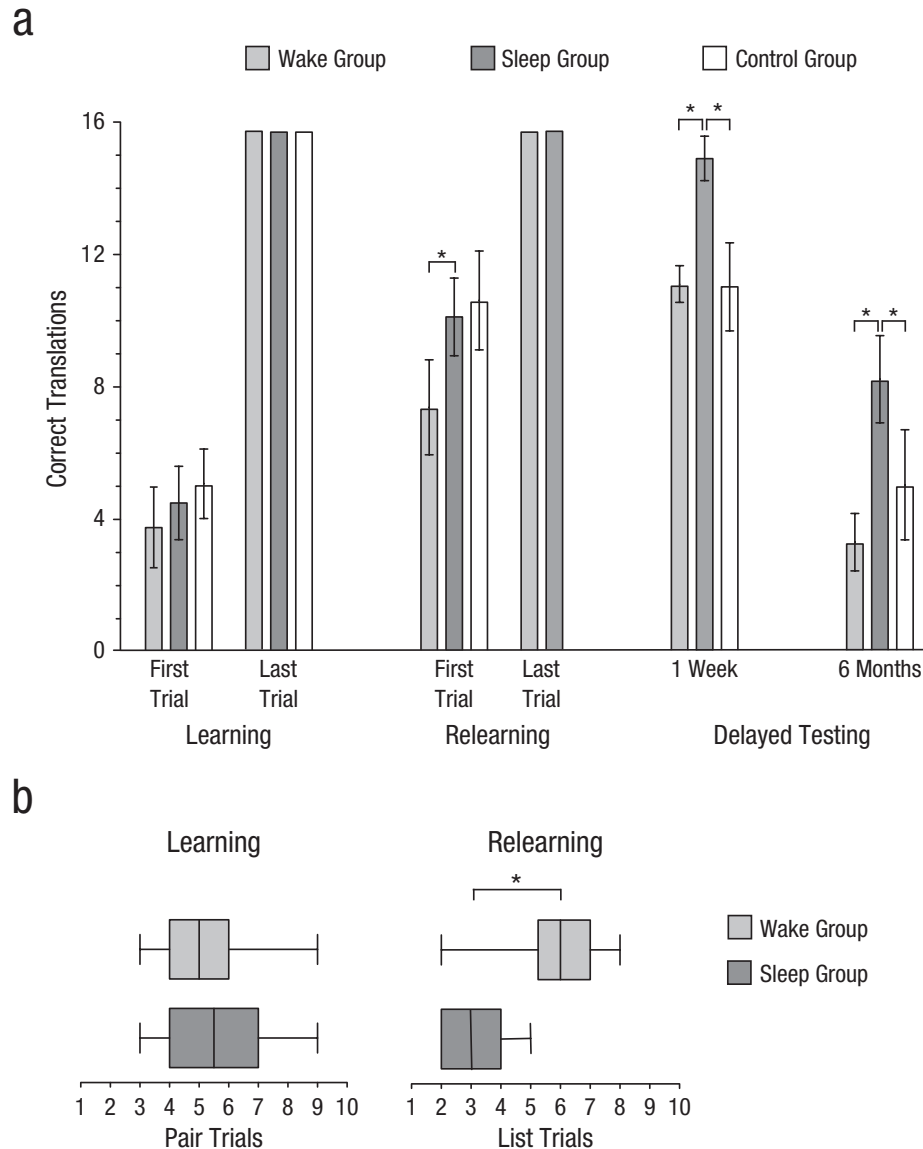 a
Wake Group Sleep Group Control Group
Correct Translations
16
12
8
4
0
* *
*
* *
First Trial
Last Trial
First Trial
Last Trial
1 Week
6 Months
Learning
Relearning
Delayed Testing
b
Learning
Relearning
*
Wake Group
Sleep Group
1 2 3 4 5 6 7 8 9 10
Pair Trials
1 2 3 4 5 6 7 8 9 10
List Trials